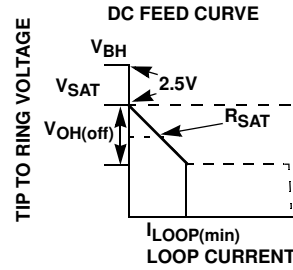 DC FEED CURVE
TIP TO RING VOLTAGE
VBH
VSAT
2.5V
VOH(off)
RSAT
ILOOP(min)
LOOP CURRENT